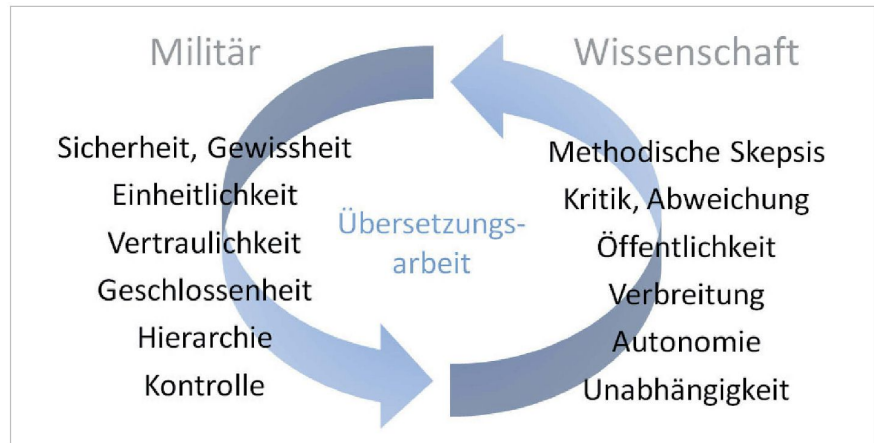 Militär
Wissenschaft
Sicherheit, Gewissheit
Einheitlichkeit
Vertraulichkeit
Geschlossenheit
Hierarchie
Kontrolle
Übersetzungs-
arbeit
Methodische Skepsis
Kritik, Abweichung
Öffentlichkeit
Verbreitung
Autonomie
Unabhängigkeit